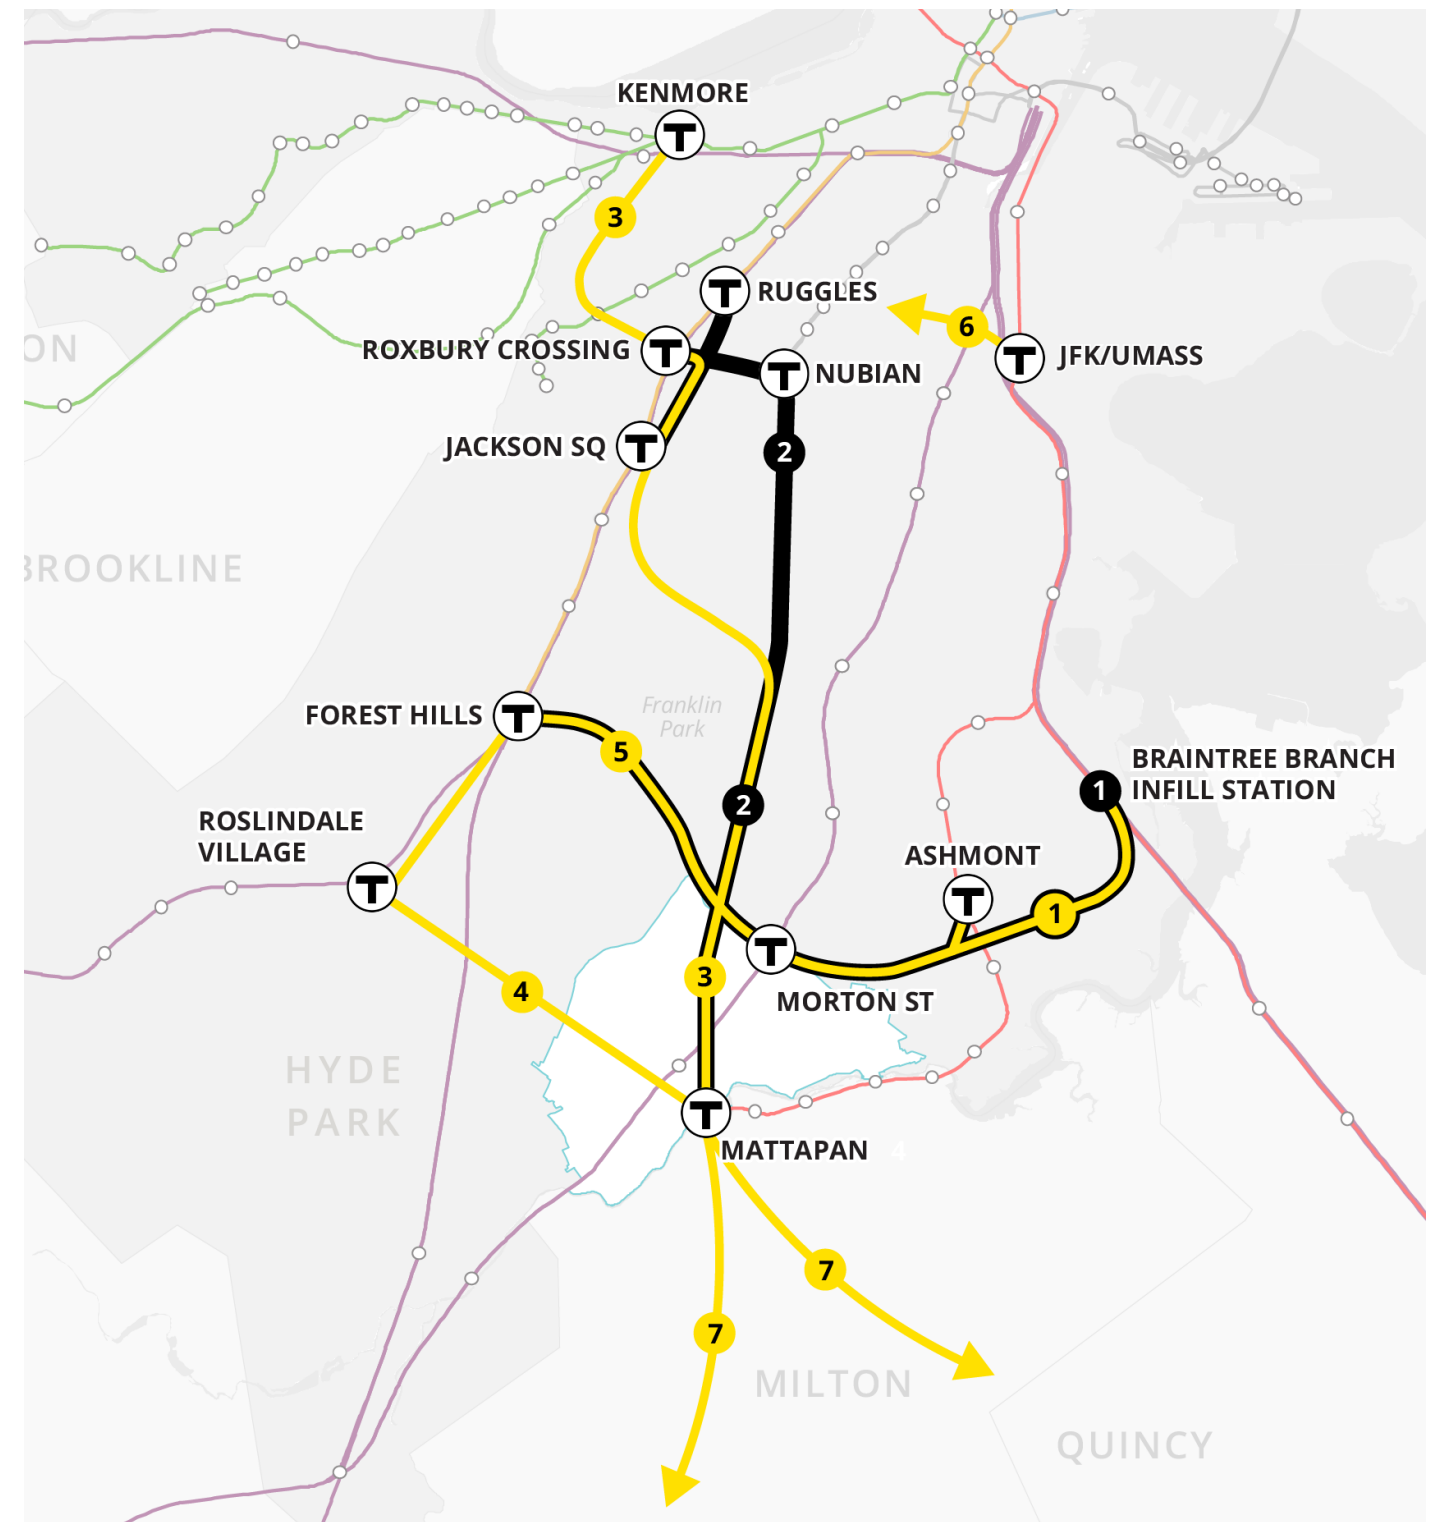 KENMORE
T
3
T
RUGGLES
6
ON
ROXBURY CROSSING
T
T
NUBIAN
T
JFK/UMASS
JACKSON SQ
T
2
BROOKLINE
FOREST HILLS
T
Franklin
Park
5
BRAINTREE BRANCH
INFILL STATION
1
2
ROSLINDALE
VILLAGE
T
ASHMONT
T
1
T
3
4
MORTON ST
HYDE
PARK
T
MATTAPAN
4
7
7
MILTON
QUINCY